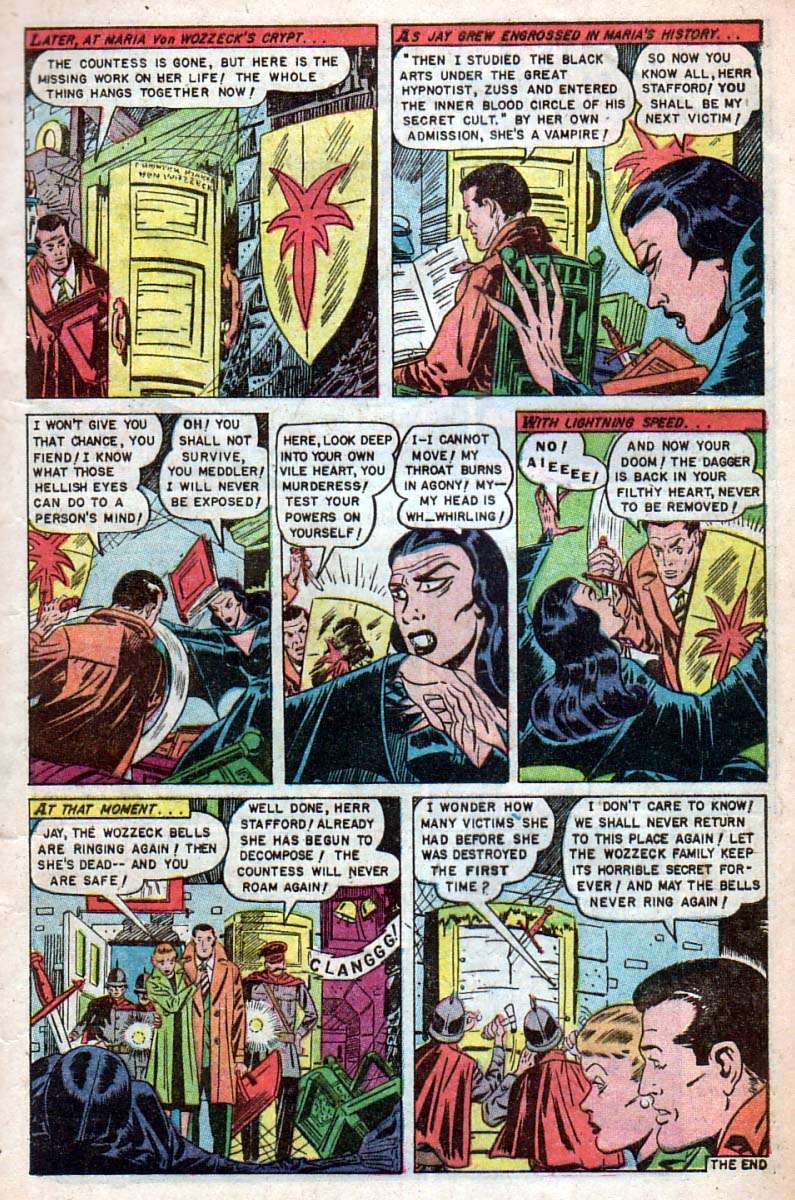 LATER, AT MARIA VON WOZZECK'S CRYPT...
THE COUNTESS IS GONE, BUT HERE IS THE
MISSING WORK ON HER LIFE! THE WHOLE
THING HANGS TOGETHER NOW!
VON WOZZECK
AS JAY GREW ENGROSSED IN MARIA'S HISTORY...
"THEN I STUDIED THE BLACK
ARTS UNDER THE GREAT
HYPNOTIST, ZUSS AND ENTERED
THE INNER BLOOD CIRCLE OF HIS
SECRET CULT." BY HER OWN
ADMISSION, SHE'S A VAMPIRE!
SO NOW YOU
KNOW ALL, HERR
STAFFORD! YOU
SHALL BE MY
NEXT VICTIM!
I WON'T GIVE YOU
THAT CHANCE, YOU
FIEND! I KNOW
WHAT THOSE
HELLISH EYES
CAN DO TO A
PERSON'S MIND!
OH! YOU
SHALL NOT
SURVIVE,
YOU MEDDLER!
I WILL NEVER
BE EXPOSED!
HERE, LOOK DEEP
INTO YOUR OWN
VILE HEART, YOU
MURDERESS!
TEST YOUR
POWERS ON
YOURSELF!
I-I CANNOT
MOVE! MY
THROAT BURNS
IN AGONY! MY--
MY HEAD IS
WH--WHIRLING!
WITH LIGHTNING SPEED...
NO!
AIEEEE!
AND NOW YOUR
DOOM! THE DAGGER
IS BACK IN YOUR
FILTHY HEART, NEVER
TO BE REMOVED!
AT THAT MOMENT...
JAY, THE WOZZECK BELLS
ARE RINGING AGAIN! THEN
SHE'S DEAD-- AND YOU
ARE SAFE!
WELL DONE, HERR
STAFFORD! ALREADY
SHE HAS BEGUN TO
DECOMPOSE! THE
COUNTESS WILL NEVER
ROAM AGAIN!
CLANGGG!
I WONDER HOW
MANY VICTIMS SHE
HAD BEFORE SHE
WAS DESTROYED
THE FIRST
TIME?
I DON'T CARE TO KNOW!
WE SHALL NEVER RETURN
TO THIS PLACE AGAIN! LET
THE WOZZECK FAMILY KEEP
ITS HORRIBLE SECRET FOR-
EVER! AND MAY THE BELLS
NEVER RING AGAIN!
THE END